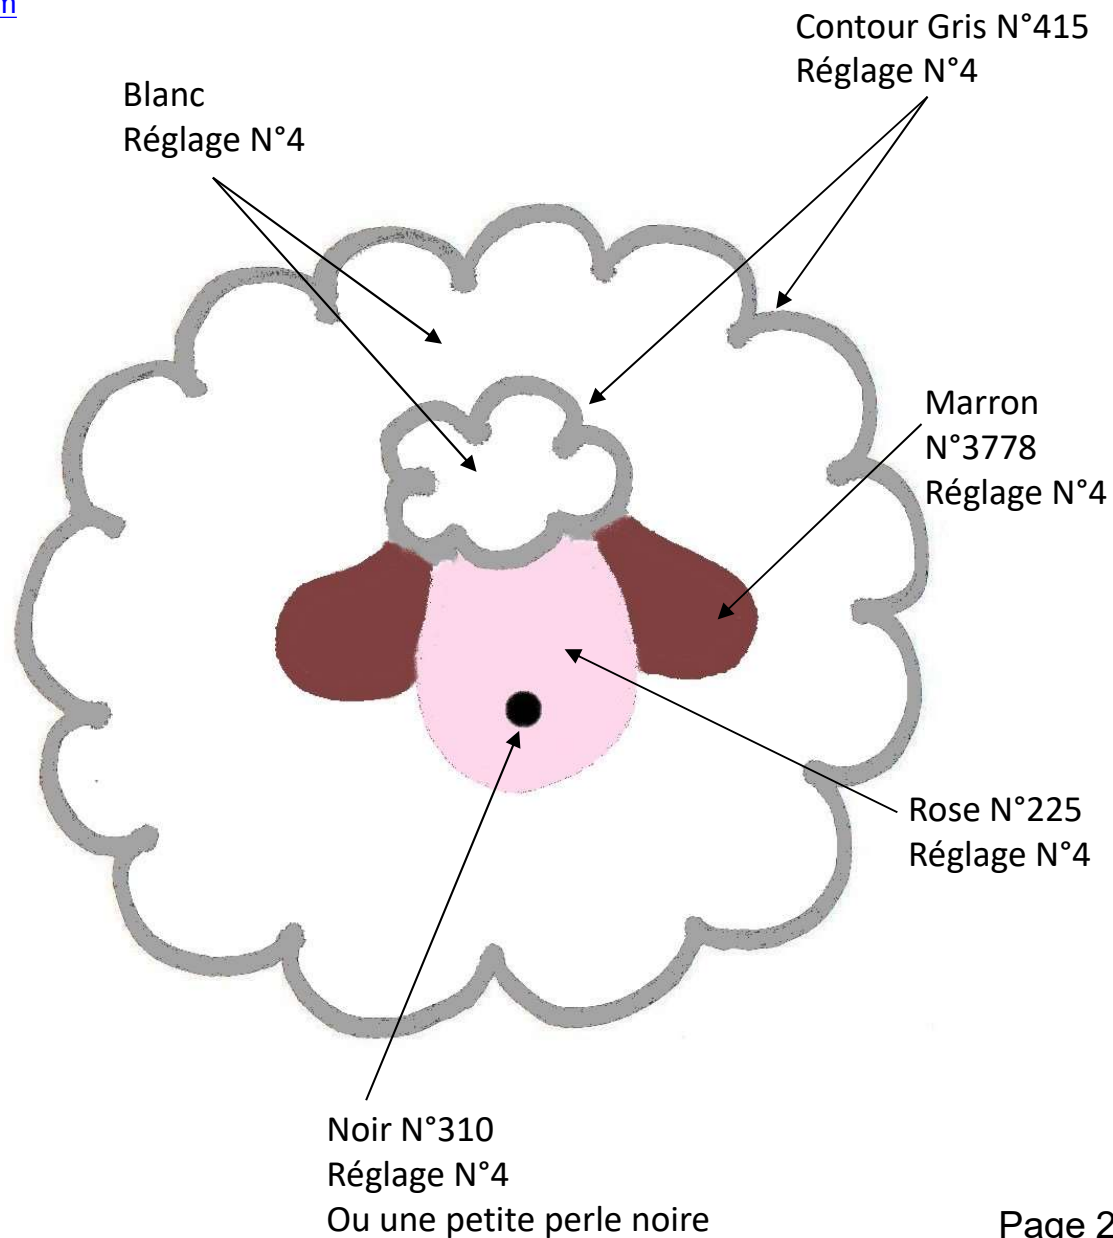 m
Contour Gris N°415
Réglage N°4
Blanc
Réglage N°4
Marron
N°3778
Réglage N°4
Rose N°225
Réglage N°4
Noir N°310
Réglage N°4
Ou une petite perle noire
Page 2